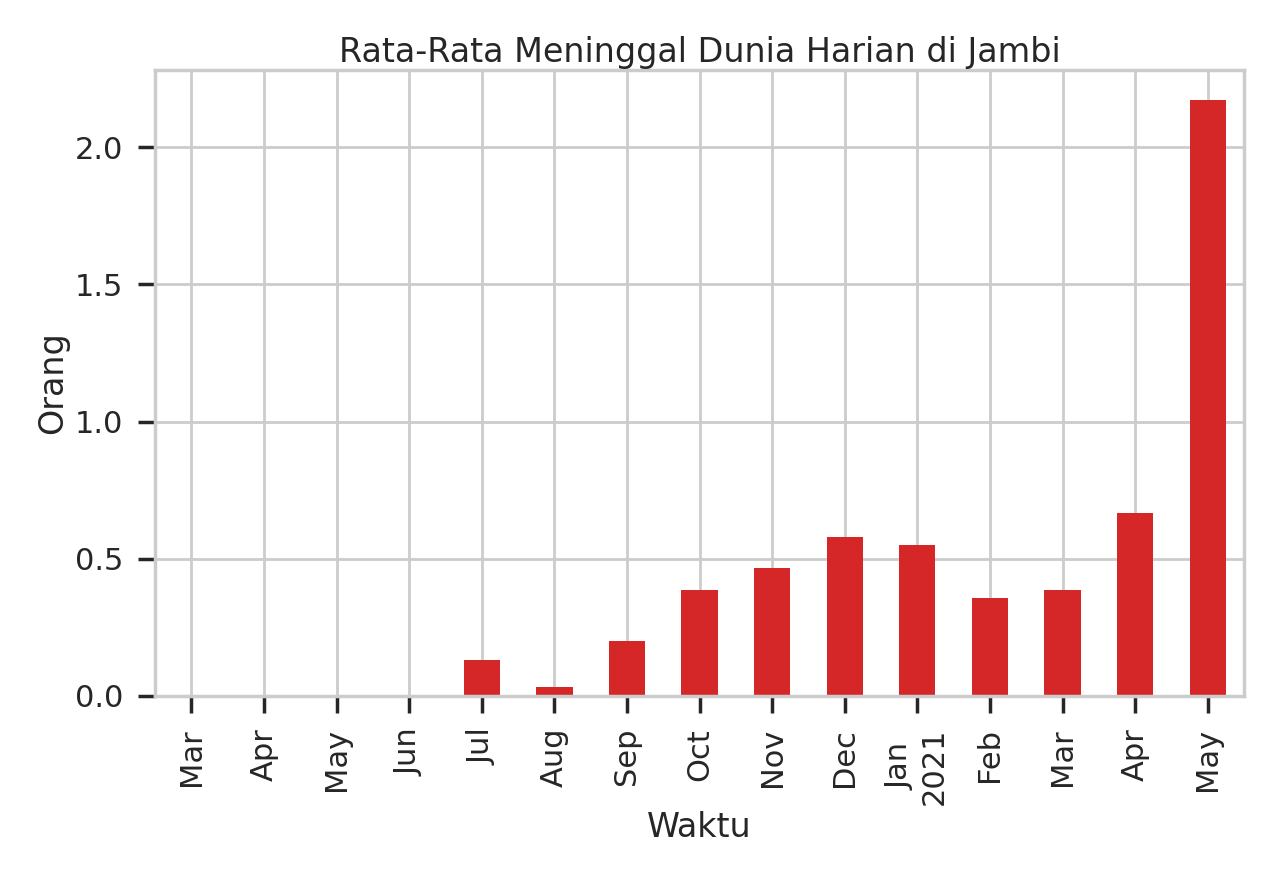 Rata-Rata Meninggal Dunia Harian di Jambi
Orang
2.0
1.5
1.0
0.5
0.0
Mar
Apr
May
Jun
Jul
Aug
Sep
Oct
Nov
Dec
Jan
2021
Feb
Mar
Apr
May
Waktu